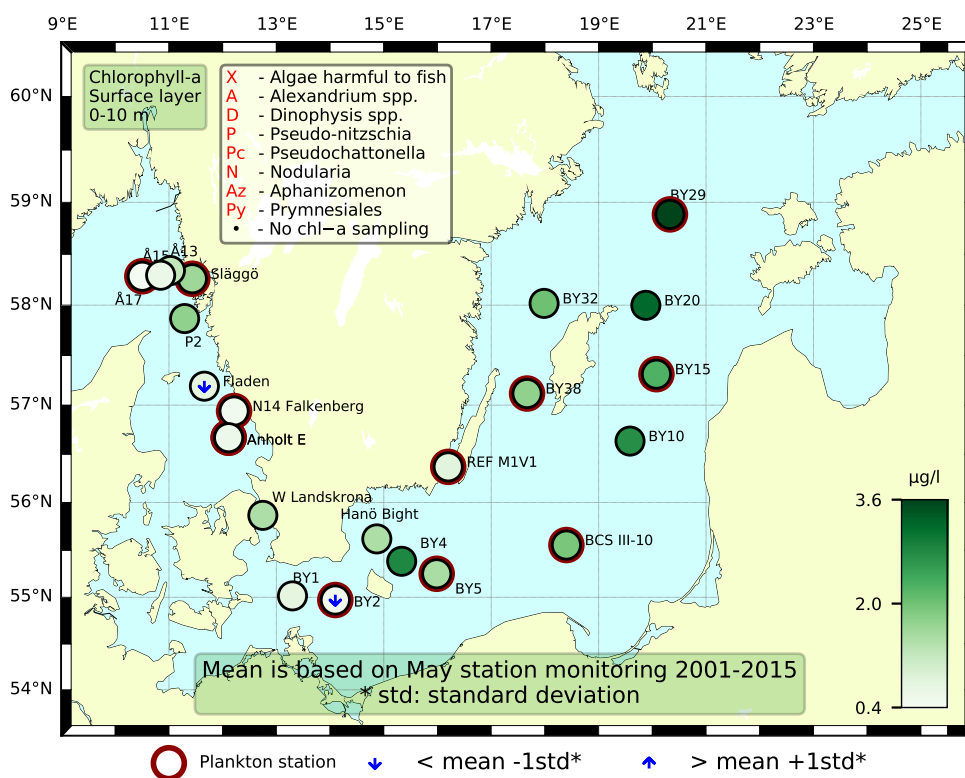 9°E 11°E 13°E 15°E 17°E 19°E 21°E 23°E 25°E
Chlorophyll-a
Surface layer
0-10 m
X - Algae harmful to fish
A - Alexandrium spp.
D - Dinophysis spp.
P - Pseudo-nitzschia
Pc - Pseudochattonella
N - Nodularia
Az - Aphanizomenon
Py - Prymnesiales
• - No chl−a sampling
60°N
59°N
58°N
57°N
56°N
55°N
54°N
BY29
Å15
Å13
Släggö
Å17
BY32
BY20
P2
Fladen
BY15
BY38
N14 Falkenberg
Anholt E
BY10
REF M1V1
W Landskrona
Hanö Bight
BY4
BCS III-10
BY1
BY5
BY2
µg/l
3.6
2.0
0.4
Mean is based on May station monitoring 2001-2015
* std: standard deviation
Plankton station
< mean -1std*
> mean +1std*